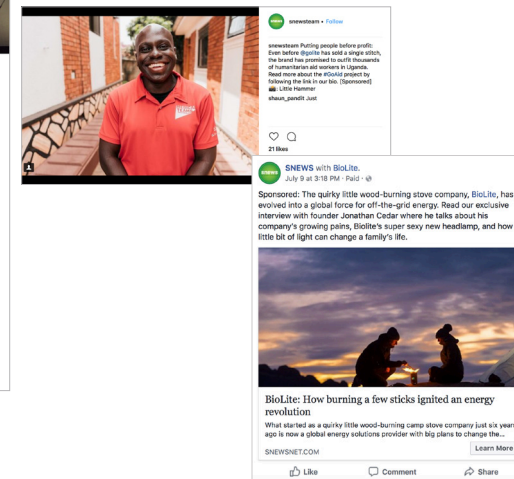 snewsteam • Follow
snewsteam Putting people before profit:
Even before @golite has sold a single stitch,
the brand has promised to outfit thousands
of humanitarian aid workers in Uganda.
Read more about the #GoAid project by
following the link in our bio. [Sponsored]
📸: Little Hammer
shaun_pandit Just
21 likes
SNEWS
SNEWS with BioLite.
July 9 at 3:18 PM · Paid ·
Sponsored: The quirky little wood-burning stove company, BioLite, has
evolved into a global force for off-the-grid energy. Read our exclusive
interview with founder Jonathan Cedar where he talks about his
company's growing pains, Biolite's super sexy new headlamp, and how
little bit of light can change a family's life.
BioLite: How burning a few sticks ignited an energy
revolution
What started as a quirky little wood-burning camp stove company just six years
ago is now a global energy solutions provider with big plans to change the...
SNEWSNET.COM
Learn More
Like Comment Share